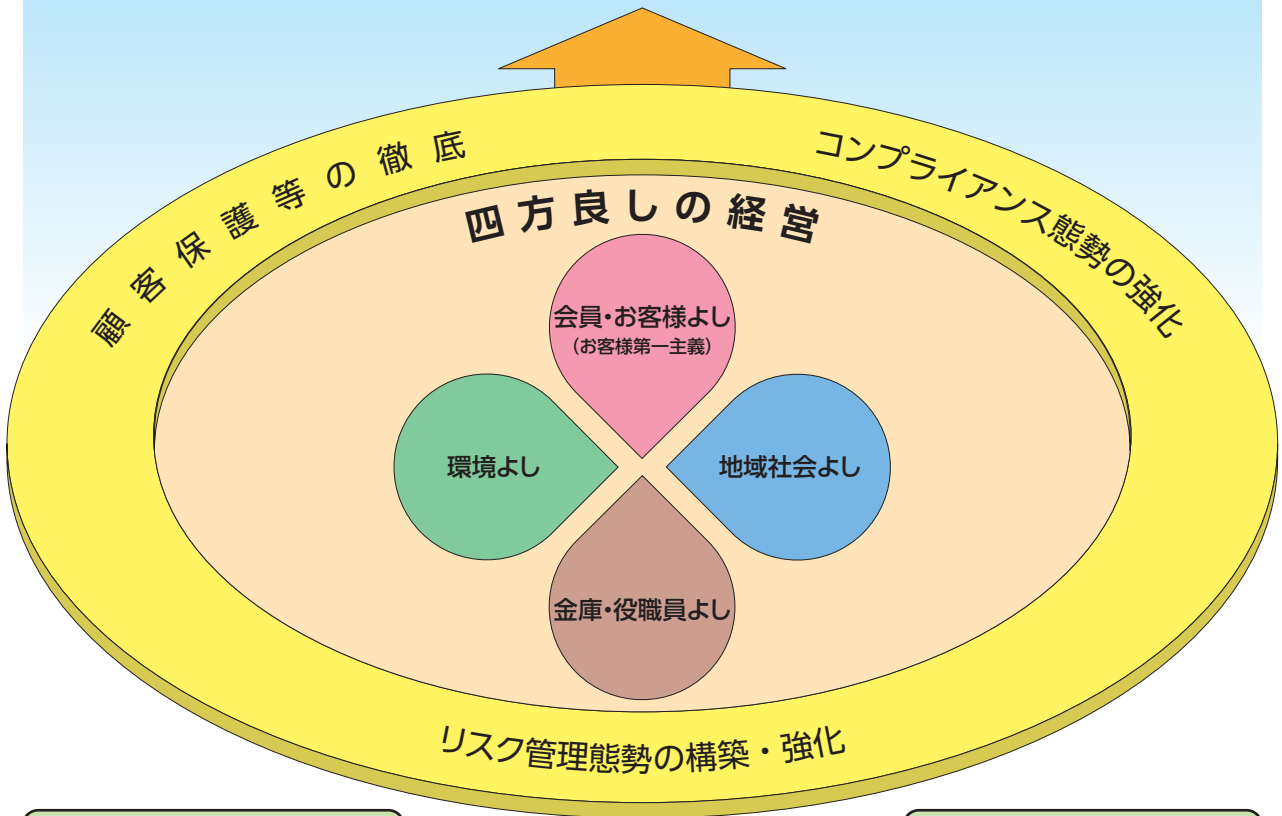 顧客保護等の徹底
コンプライアンス態勢の強化
四方良しの経営
会員・お客様よし
(お客様第一主義)
環境よし
地域社会よし
金庫・役職員よし
リスク管理態勢の構築・強化